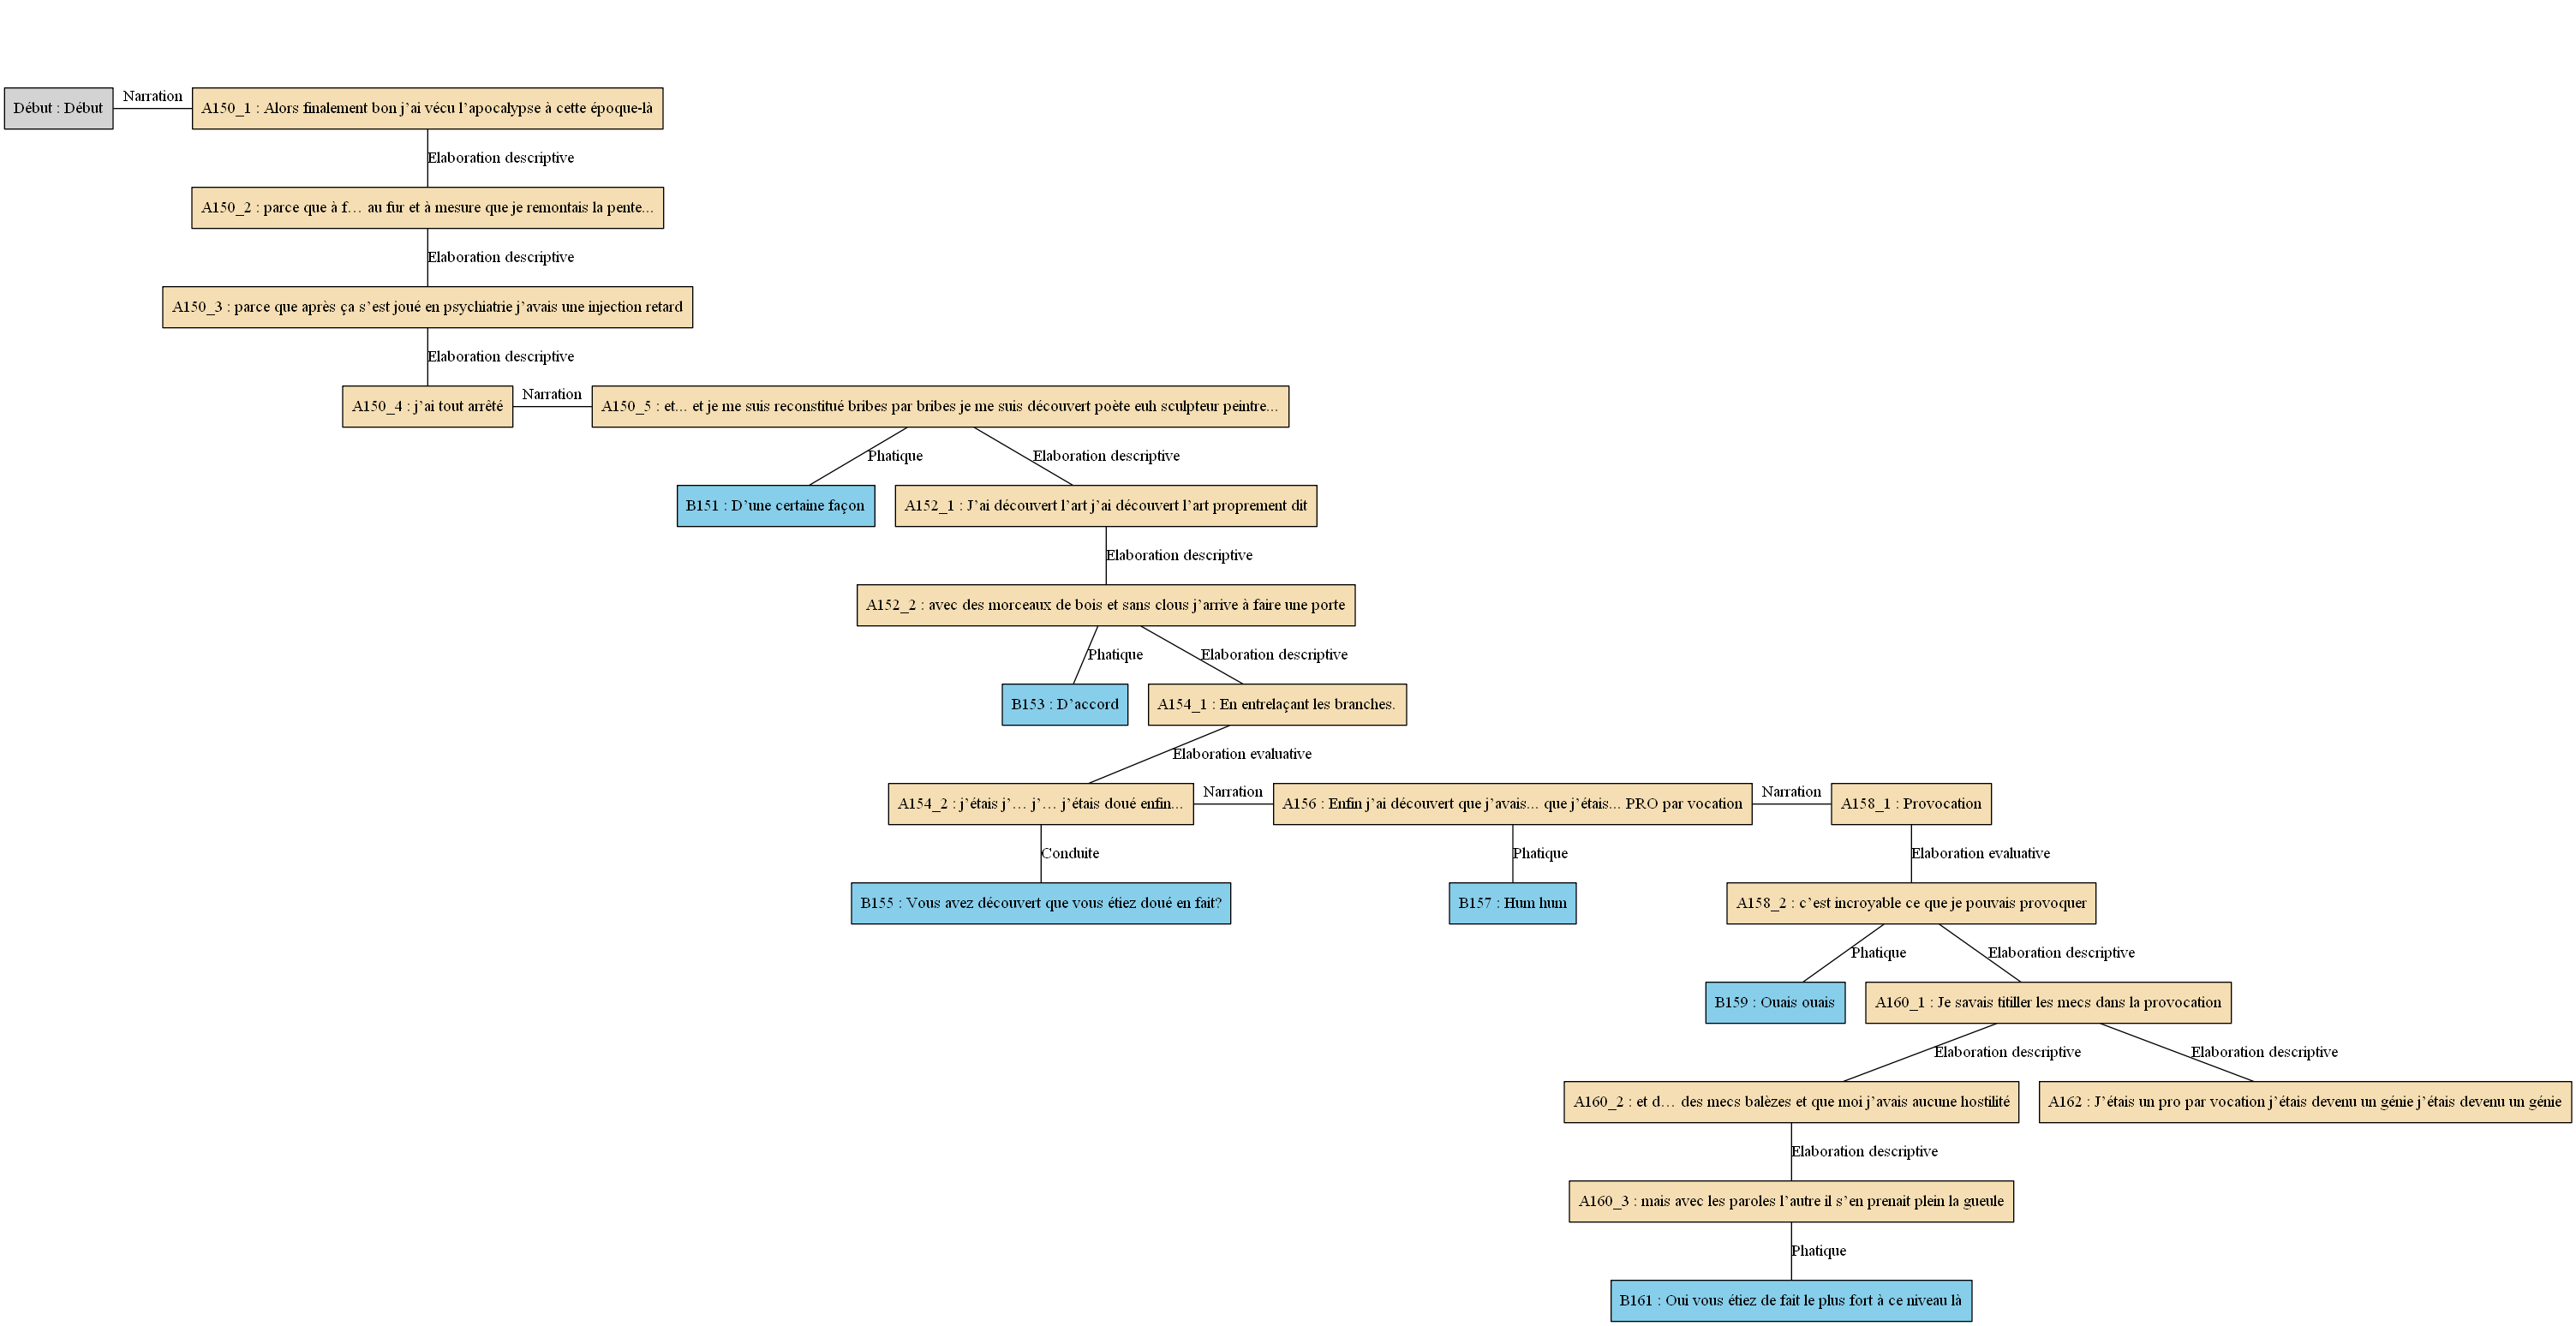 Début : Début
Narration
A150_1 : Alors finalement bon j’ai vécu l’apocalypse à cette époque-là
Elaboration descriptive
A150_2 : parce que à f… au fur et à mesure que je remontais la pente...
Elaboration descriptive
A150_3 : parce que après ça s’est joué en psychiatrie j’avais une injection retard
Elaboration descriptive
A150_4 : j’ai tout arrêté
Narration
A150_5 : et... et je me suis reconstitué bribes par bribes je me suis découvert poète euh sculpteur peintre...
Phatique
Elaboration descriptive
B151 : D’une certaine façon
A152_1 : J’ai découvert l’art j’ai découvert l’art proprement dit
Elaboration descriptive
A152_2 : avec des morceaux de bois et sans clous j’arrive à faire une porte
Phatique
Elaboration descriptive
B153 : D’accord
A154_1 : En entrelaçant les branches.
Elaboration evaluative
A154_2 : j’étais j’… j’… j’étais doué enfin...
Narration
A156 : Enfin j’ai découvert que j’avais... que j’étais... PRO par vocation
Narration
A158_1 : Provocation
Conduite
Phatique
Elaboration evaluative
B155 : Vous avez découvert que vous étiez doué en fait?
B157 : Hum hum
A158_2 : c’est incroyable ce que je pouvais provoquer
Phatique
Elaboration descriptive
B159 : Ouais ouais
A160_1 : Je savais titiller les mecs dans la provocation
Elaboration descriptive
Elaboration descriptive
A160_2 : et d… des mecs balèzes et que moi j’avais aucune hostilité
A162 : J’étais un pro par vocation j’étais devenu un génie j’étais devenu un génie
Elaboration descriptive
A160_3 : mais avec les paroles l’autre il s’en prenait plein la gueule
Phatique
B161 : Oui vous étiez de fait le plus fort à ce niveau là